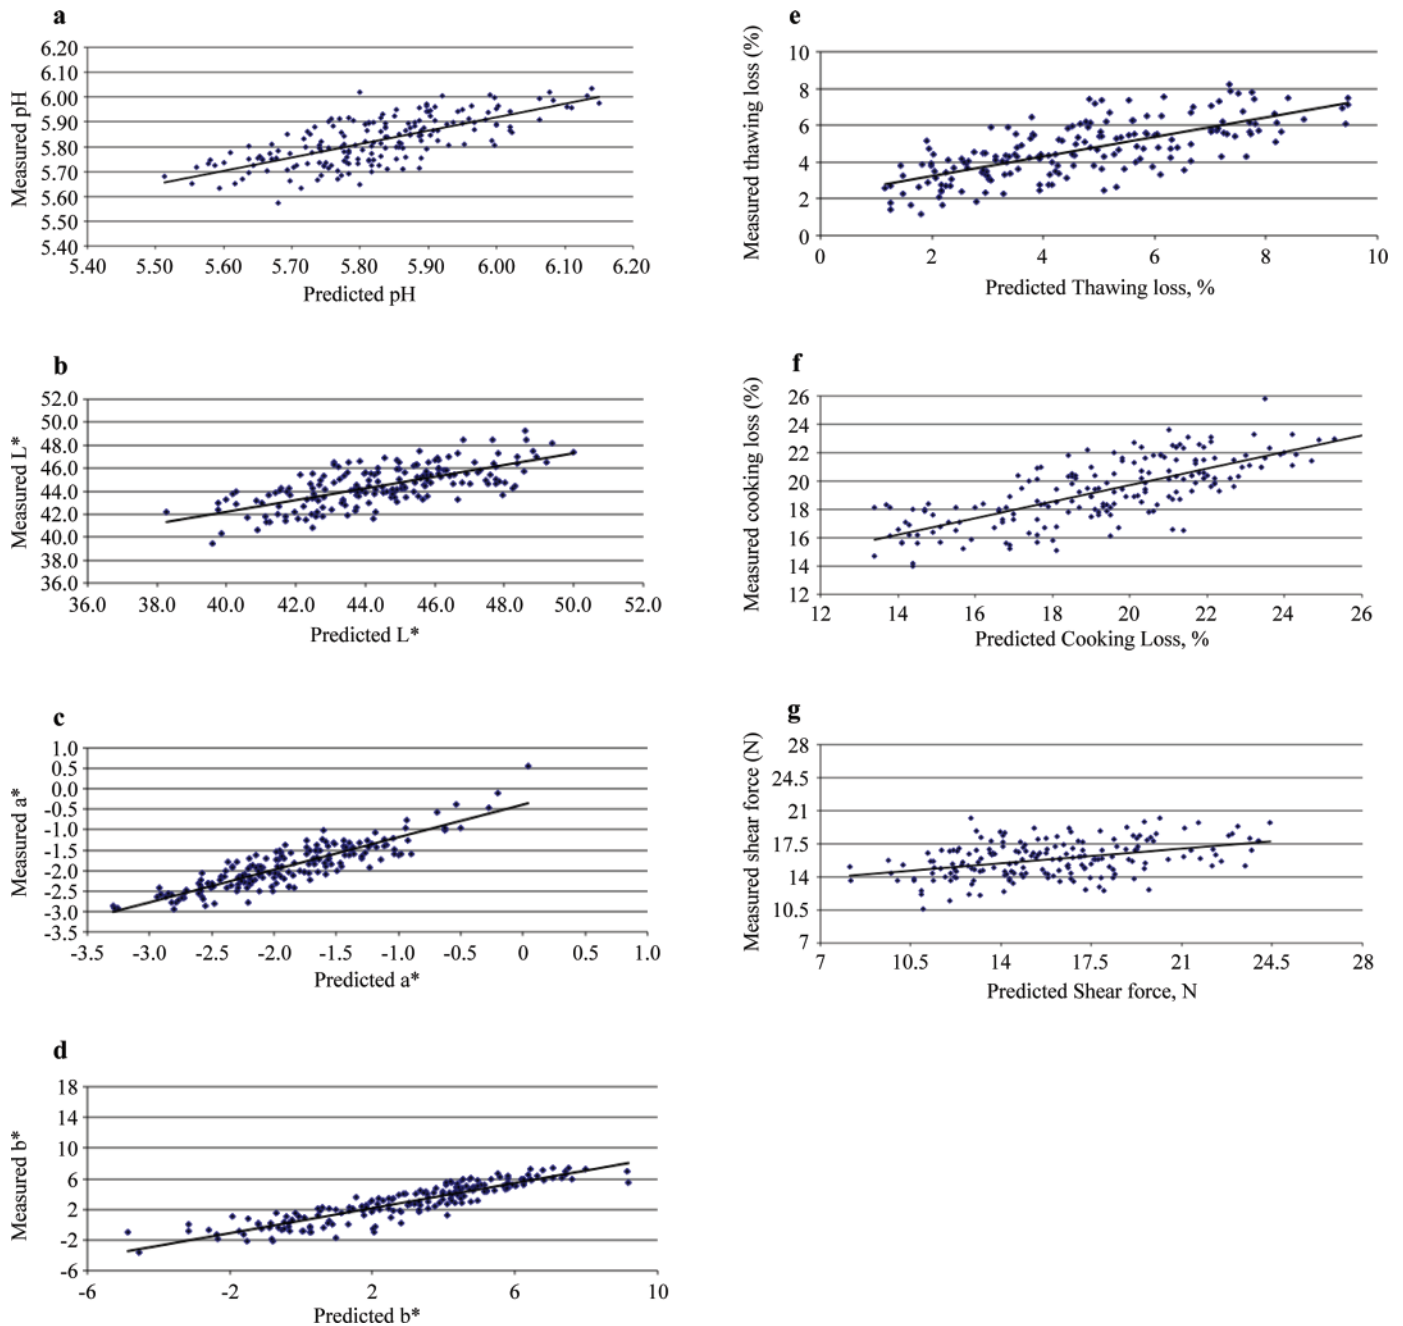 a
6.20
6.10
6.00
5.90
5.80
5.70
5.60
5.50
5.40
Measured pH
5.40 5.50 5.60 5.70 5.80 5.90 6.00 6.10 6.20
Predicted pH
b
52.0
50.0
48.0
46.0
44.0
42.0
40.0
38.0
36.0
Measured L*
36.0 38.0 40.0 42.0 44.0 46.0 48.0 50.0 52.0
Predicted L*
c
1.0
0.5
0.0
-0.5
-1.0
-1.5
-2.0
-2.5
-3.0
-3.5
Measured a*
-3.5 -3.0 -2.5 -2.0 -1.5 -1.0 -0.5 0 0.5 1.0
Predicted a*
d
18
14
10
6
2
-2
-6
Measured b*
-6 -2 2 6 10
Predicted b*
e
10
8
6
4
2
0
Measured thawing loss (%)
0 2 4 6 8 10
Predicted Thawing loss, %
f
26
24
22
20
18
16
14
12
Measured cooking loss (%)
12 14 16 18 20 22 24 26
Predicted Cooking Loss, %
g
28
24.5
21
17.5
14
10.5
7
Measured shear force (N)
7 10.5 14 17.5 21 24.5 28
Predicted Shear force, N